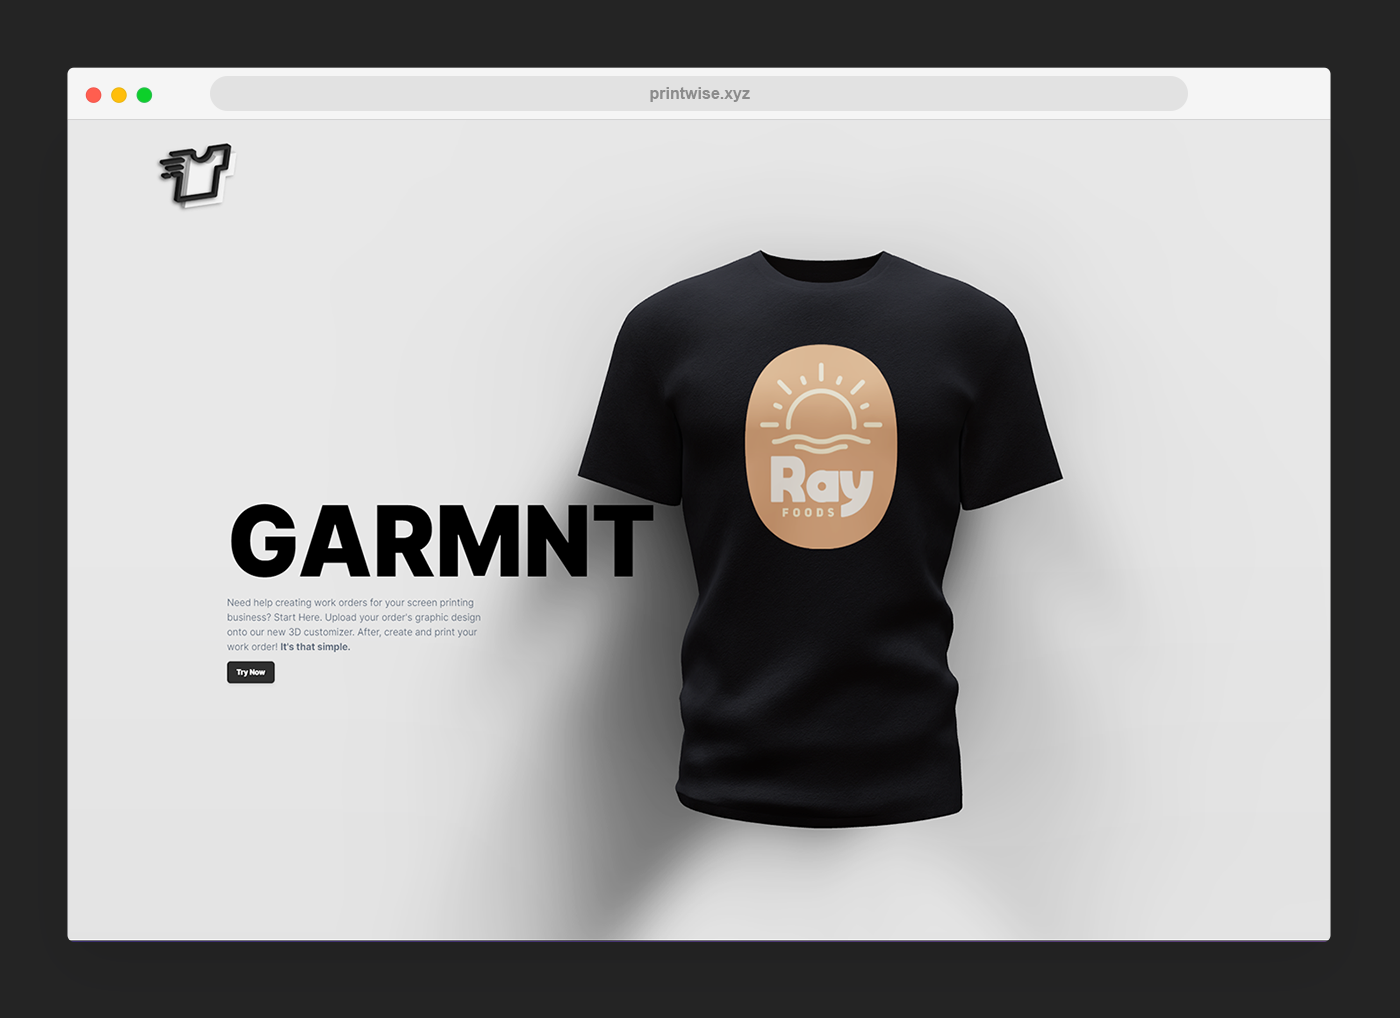 printwise.xyz
Ray
FOODS
GARMNT
Need help creating work orders for your screen printing
business? Start Here. Upload your order's graphic design
onto our new 3D customizer. After, create and print your
work order! It's that simple.
Try Now